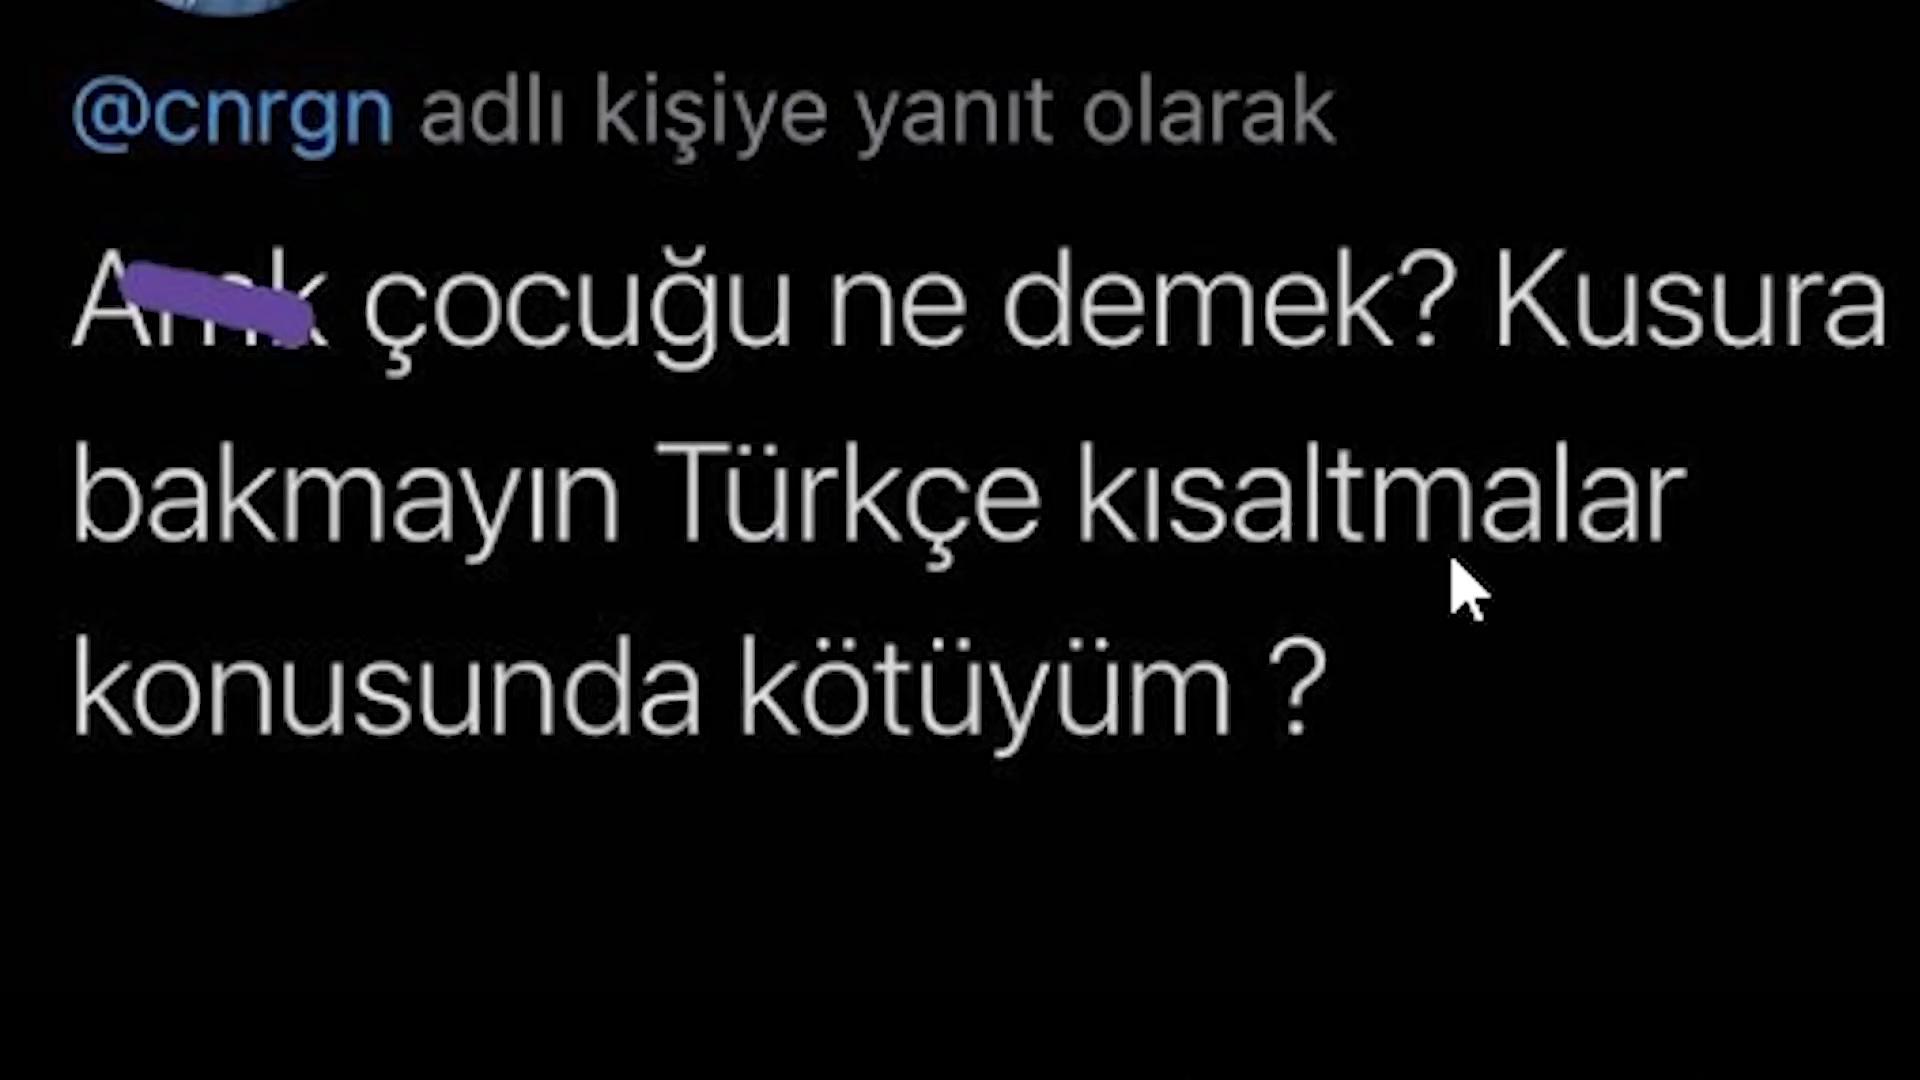 @cnrgn adlı kişiye yanıt olarak
çocuğu ne demek? Kusura
bakmayın Türkçe kısaltmalar
konusunda kötüyüm ?